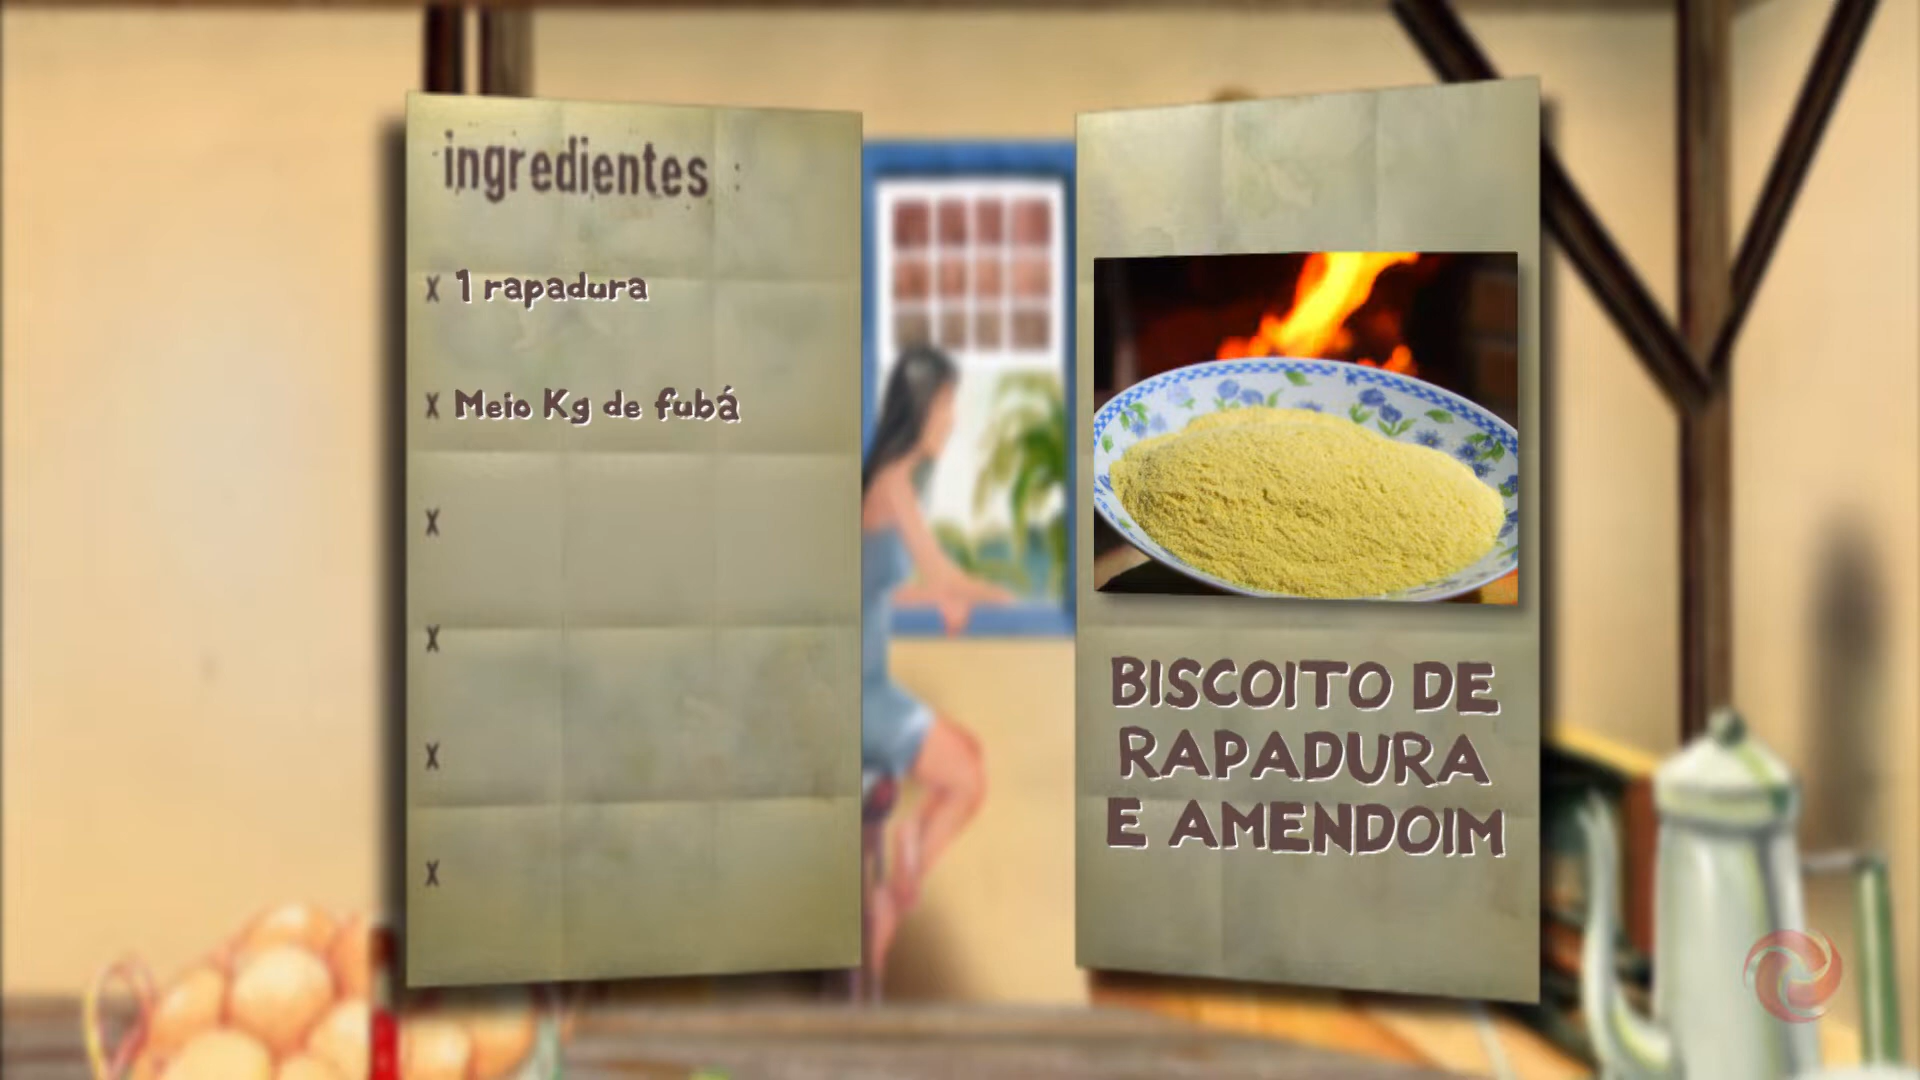 ingredientes :
x 1 rapadura
x Meio Kg de fubá
x
x
x
x
BISCOITO DE
RAPADURA
E AMENDOIM